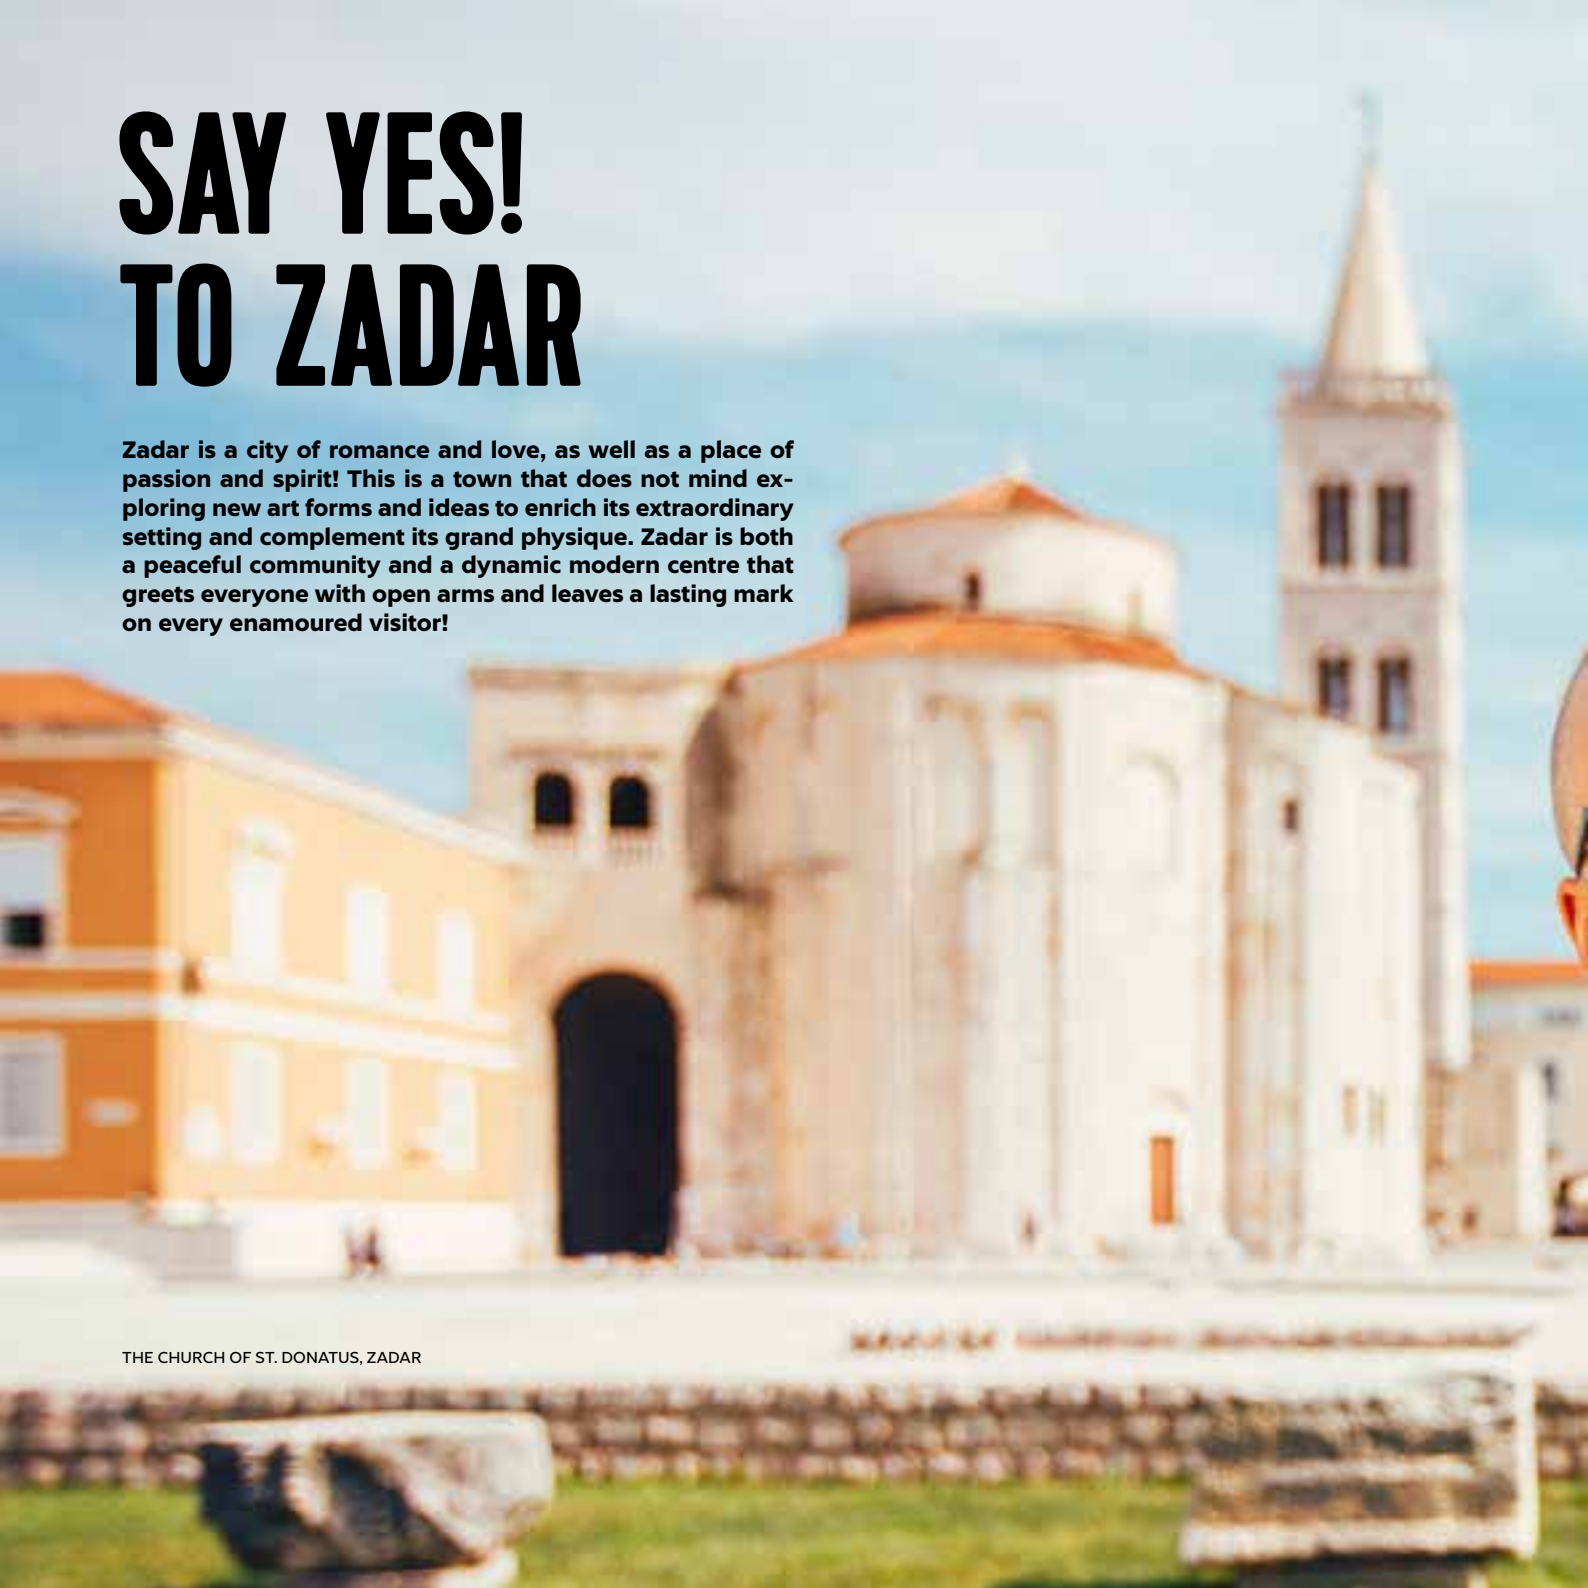 SAY YES!
TO ZADAR
Zadar is a city of romance and love, as well as a place of
passion and spirit! This is a town that does not mind ex-
ploring new art forms and ideas to enrich its extraordinary
setting and complement its grand physique. Zadar is both
a peaceful community and a dynamic modern centre that
greets everyone with open arms and leaves a lasting mark
on every enamoured visitor!
THE CHURCH OF ST. DONATUS, ZADAR